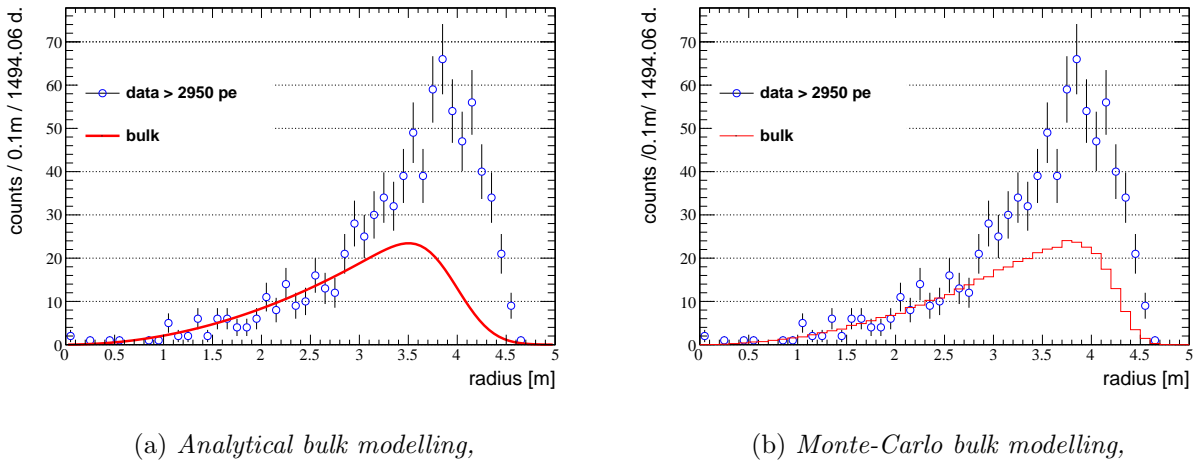 counts / 0.1m / 1494.06 d.
70
60
50
40
30
20
10
0
data > 2950 pe
bulk
0 0.5 1 1.5 2 2.5 3 3.5 4 4.5 5
radius [m]
(a) Analytical bulk modelling,
counts /0.1m/ 1494.06 d.
70
60
50
40
30
20
10
0
data > 2950 pe
bulk
0 0.5 1 1.5 2 2.5 3 3.5 4 4.5 5
radius [m]
(b) Monte-Carlo bulk modelling,